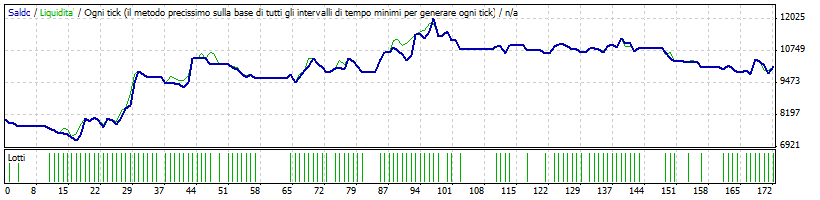 Saldo / Liquidita' / Ogni tick (il metodo precissimo sulla base di tutti gli intervalli di tempo minimi per generare ogni tick) / n/a
12025
10749
9473
8197
6921
Lotti
0 8 15 22 29 37 44 51 58 65 72 79 87 94 101 108 115 122 129 137 144 151 158 165 172